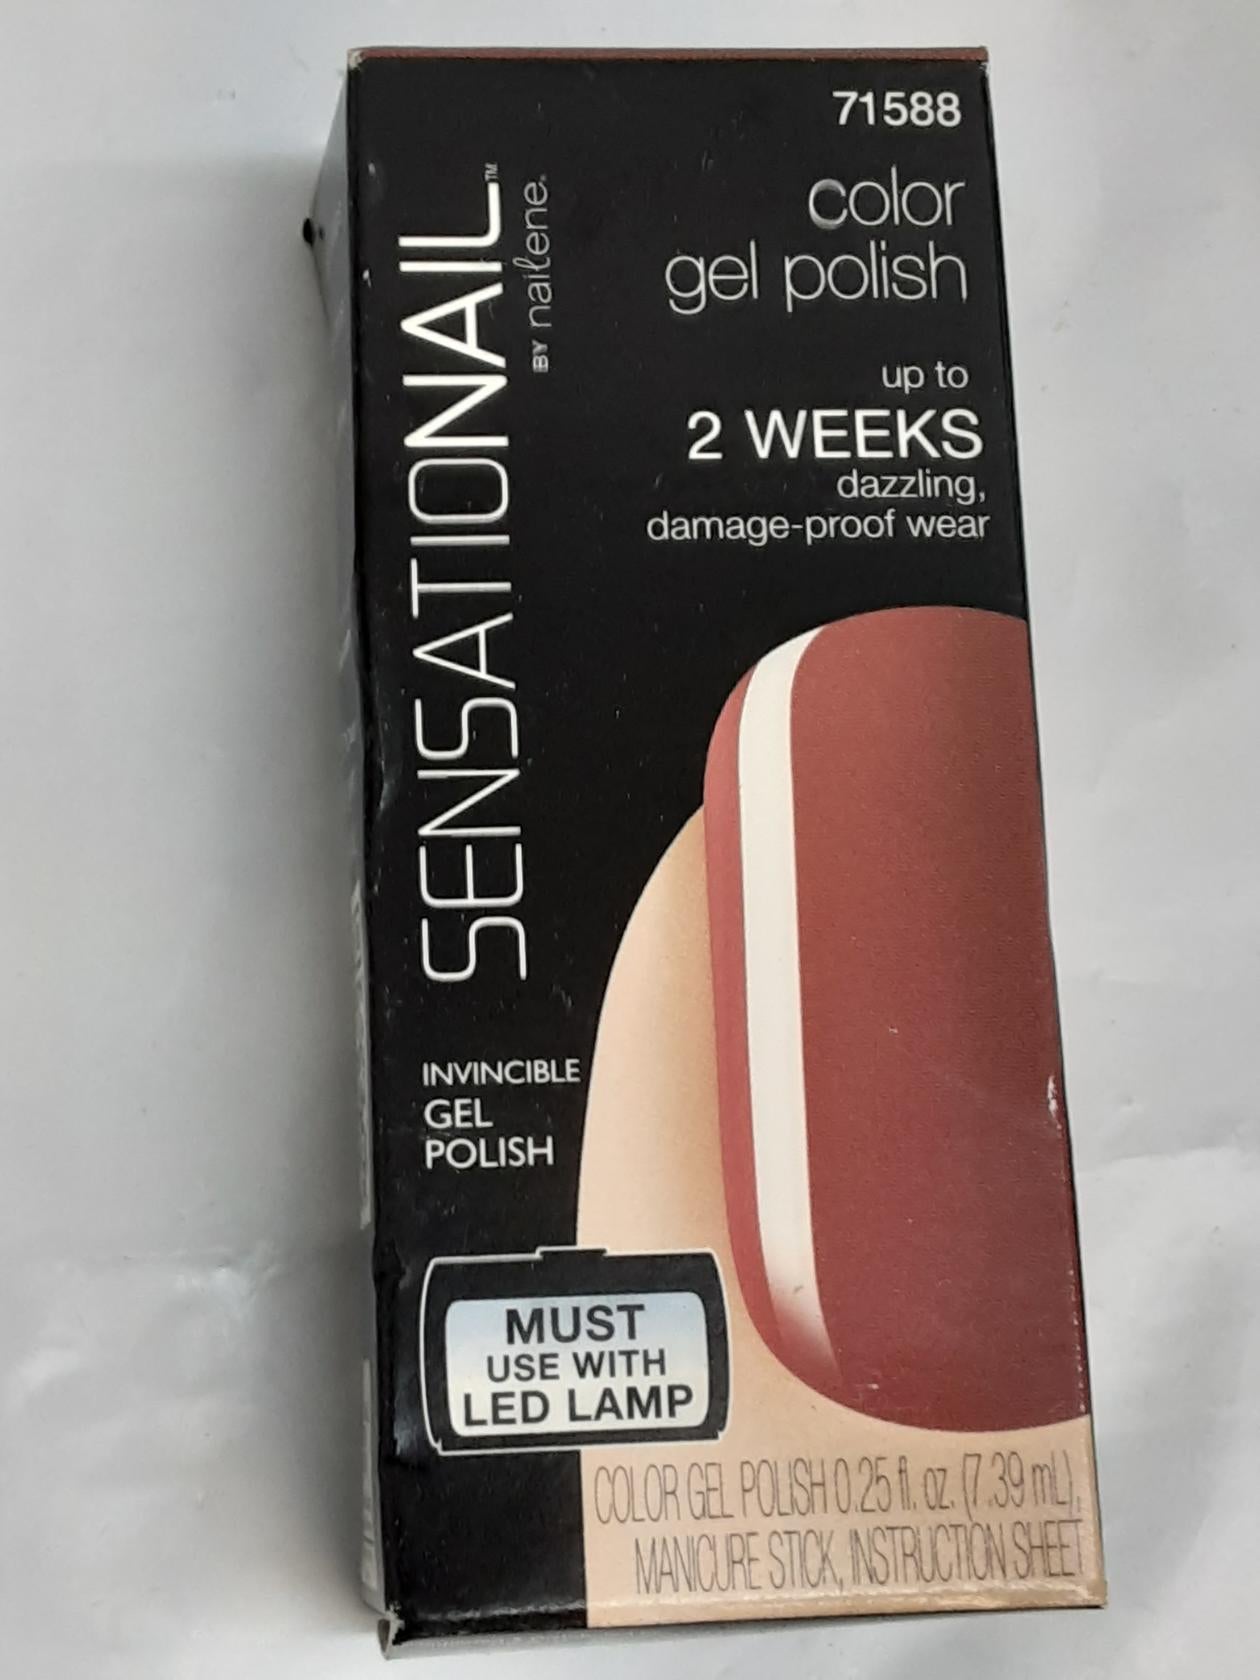 71588
color
gel polish
up to
2 WEEKS
dazzling,
damage-proof wear
SENSATIONAIL™
BY nailene.
INVINCIBLE
GEL
POLISH
MUST
USE WITH
LED LAMP
COLOR GEL POLISH 0.25 fl. oz. (7.39 mL),
MANICURE STICK, INSTRUCTION SHEET